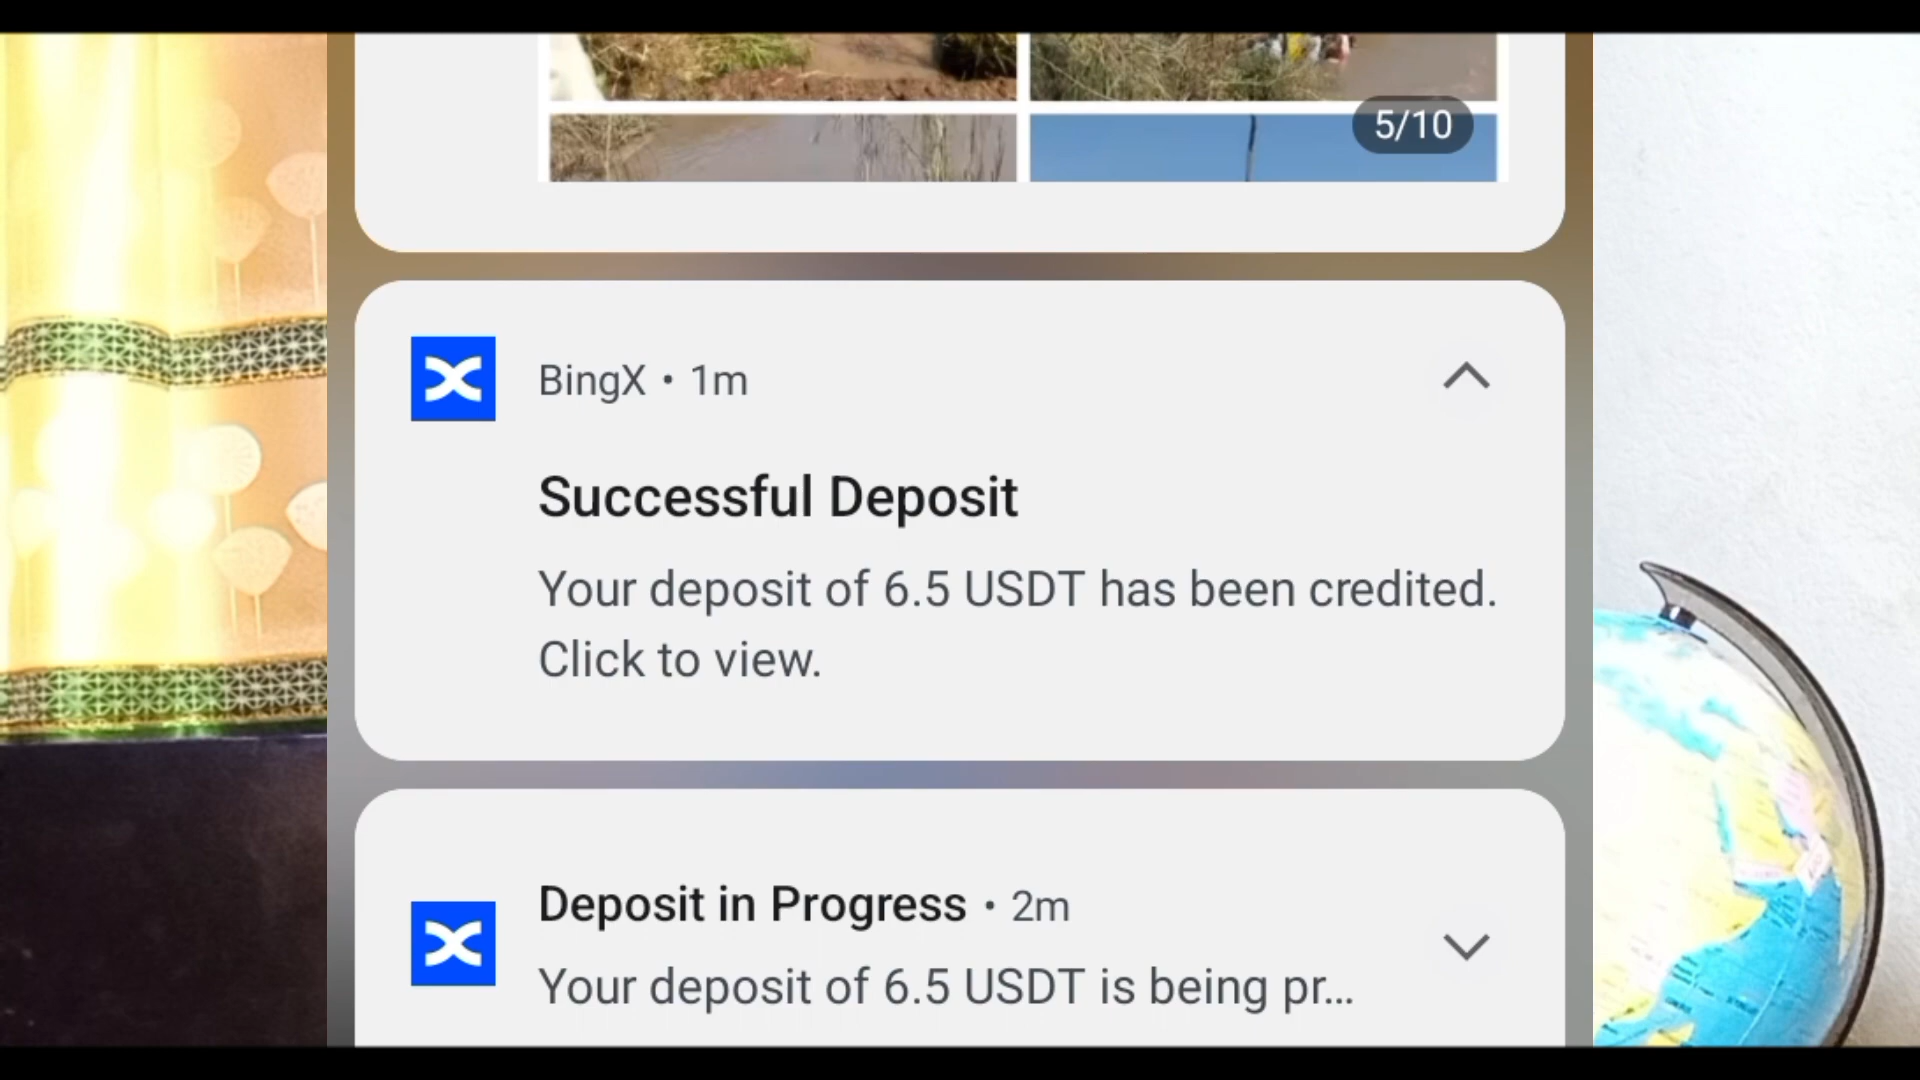 5/10
BingX • 1m
Successful Deposit
Your deposit of 6.5 USDT has been credited.
Click to view.
Deposit in Progress • 2m
Your deposit of 6.5 USDT is being pr...